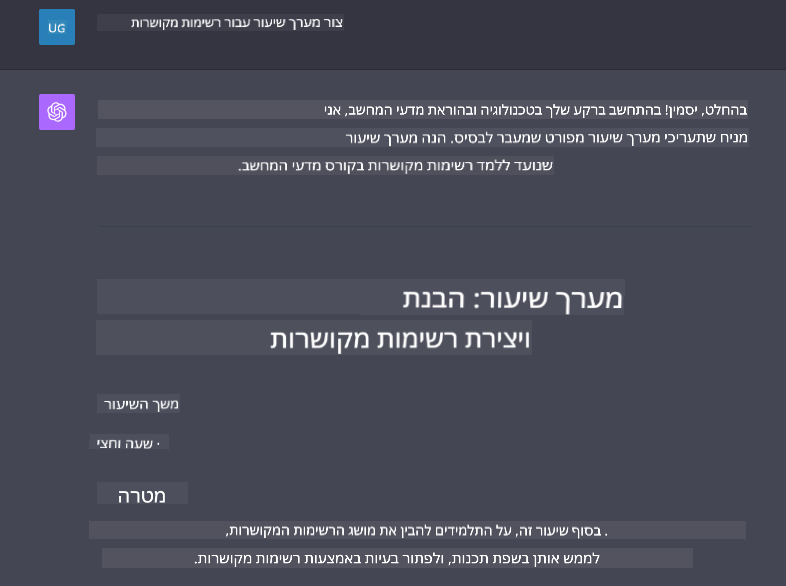 UG
צור מערך שיעור עבור רשימות מקושרות
בהחלט, יסמין! בהתחשב ברקע שלך בטכנולוגיה ובהוראת מדעי המחשב, אני
מניח שתעריכי מערך שיעור מפורט שמעבר לבסיס. הנה מערך שיעור
שנועד ללמד רשימות מקושרות בקורס מדעי המחשב.
מערך שיעור: הבנת
ויצירת רשימות מקושרות
משך השיעור
· שעה וחצי
מטרה
. בסוף שיעור זה, על התלמידים להבין את מושג הרשימות המקושרות,
לממש אותן בשפת תכנות, ולפתור בעיות באמצעות רשימות מקושרות.